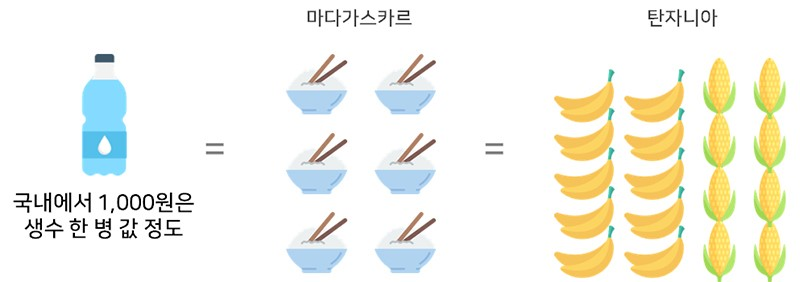 마다가스카르
탄자니아
=
=
국내에서 1,000원은
생수 한 병 값 정도